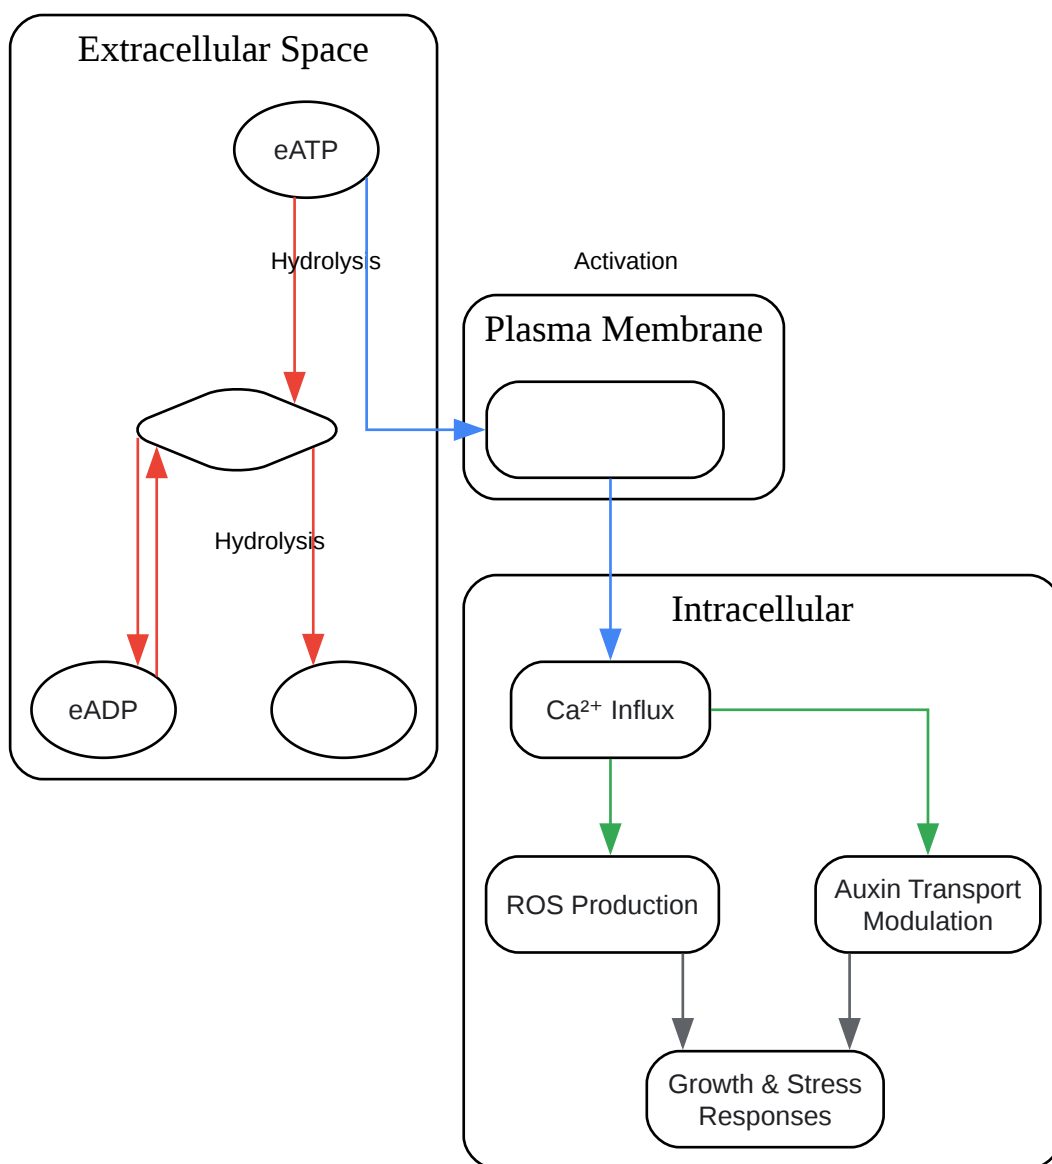 Extracellular Space
eATP
Hydrolysis
Activation
Plasma Membrane
Hydrolysis
Intracellular
eADP
Ca²⁺ Influx
ROS Production
Auxin Transport
Modulation
Growth & Stress
Responses